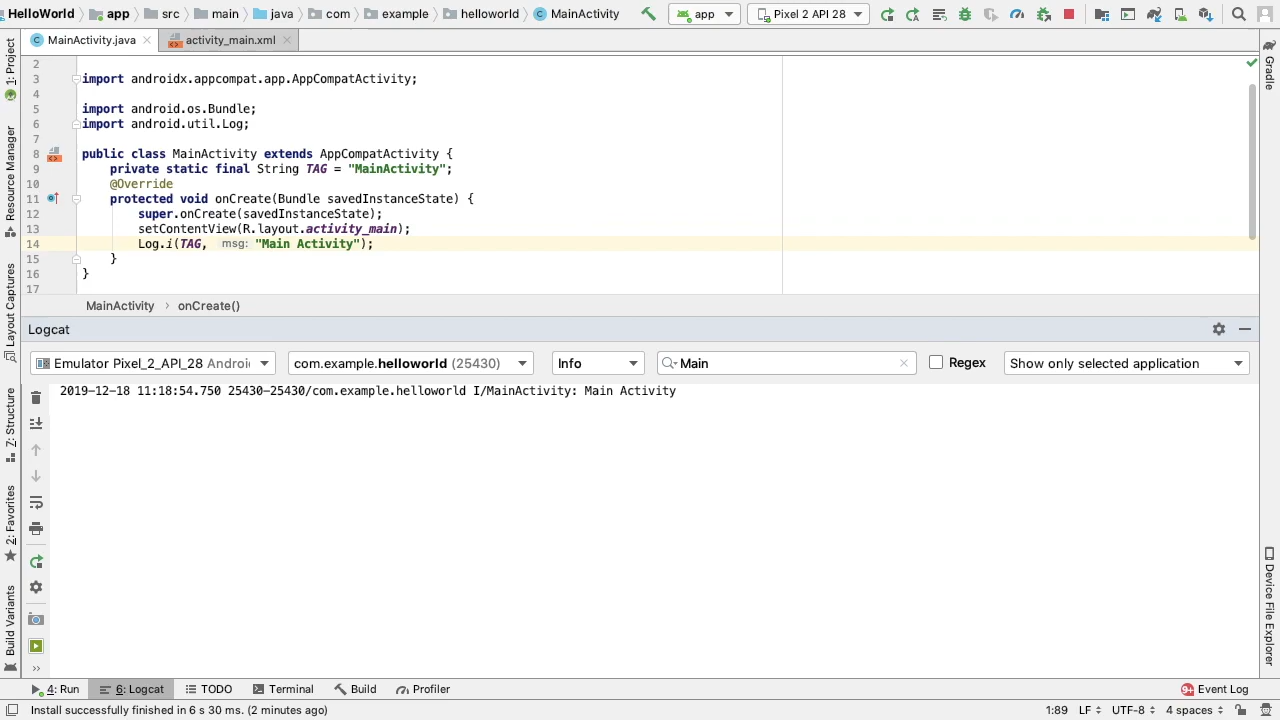 HelloWorld app src main java com example helloworld MainActivity app Pixel 2 API 28
MainActivity.java activity_main.xml
1: Project
Resource Manager
Layout Captures
Z: Structure
2: Favorites
Build Variants
2
3 import androidx.appcompat.app.AppCompatActivity;
4
5 import android.os.Bundle;
6 import android.util.Log;
7
8 public class MainActivity extends AppCompatActivity {
9 private static final String TAG = "MainActivity";
10 @Override
11 protected void onCreate(Bundle savedInstanceState) {
12 super.onCreate(savedInstanceState);
13 setContentView(R.layout.activity_main);
14 Log.i(TAG, msg: "Main Activity");
15 }
16 }
17
MainActivity onCreate()
Logcat
Emulator Pixel_2_API_28 Androi com.example.helloworld (25430) Info Main Regex Show only selected application
2019-12-18 11:18:54.750 25430-25430/com.example.helloworld I/MainActivity: Main Activity
Gradle
Device File Explorer
4: Run 6: Logcat TODO Terminal Build Profiler 9+ Event Log
Install successfully finished in 6 s 30 ms. (2 minutes ago) 1:89 LF UTF-8 4 spaces